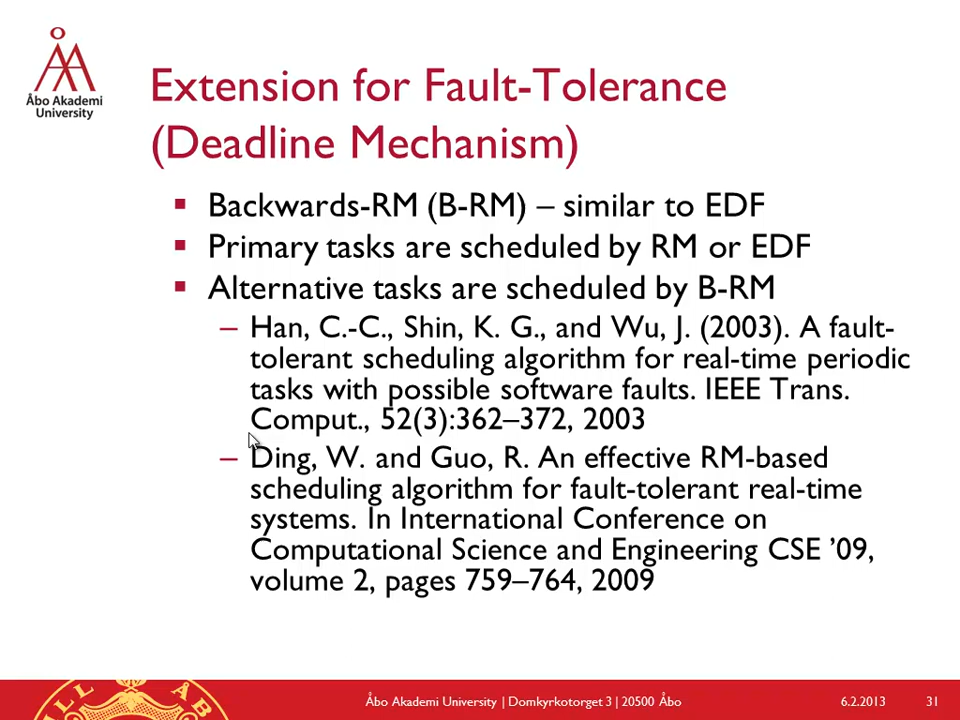 Åbo Akademi
University
Extension for Fault-Tolerance
(Deadline Mechanism)
▪ Backwards-RM (B-RM) – similar to EDF
▪ Primary tasks are scheduled by RM or EDF
▪ Alternative tasks are scheduled by B-RM
– Han, C.-C., Shin, K. G., and Wu, J. (2003). A fault-
tolerant scheduling algorithm for real-time periodic
tasks with possible software faults. IEEE Trans.
Comput., 52(3):362–372, 2003
– Ding, W. and Guo, R. An effective RM-based
scheduling algorithm for fault-tolerant real-time
systems. In International Conference on
Computational Science and Engineering CSE ’09,
volume 2, pages 759–764, 2009
Åbo Akademi University | Domkyrkotorget 3 | 20500 Åbo
6.2.2013
31